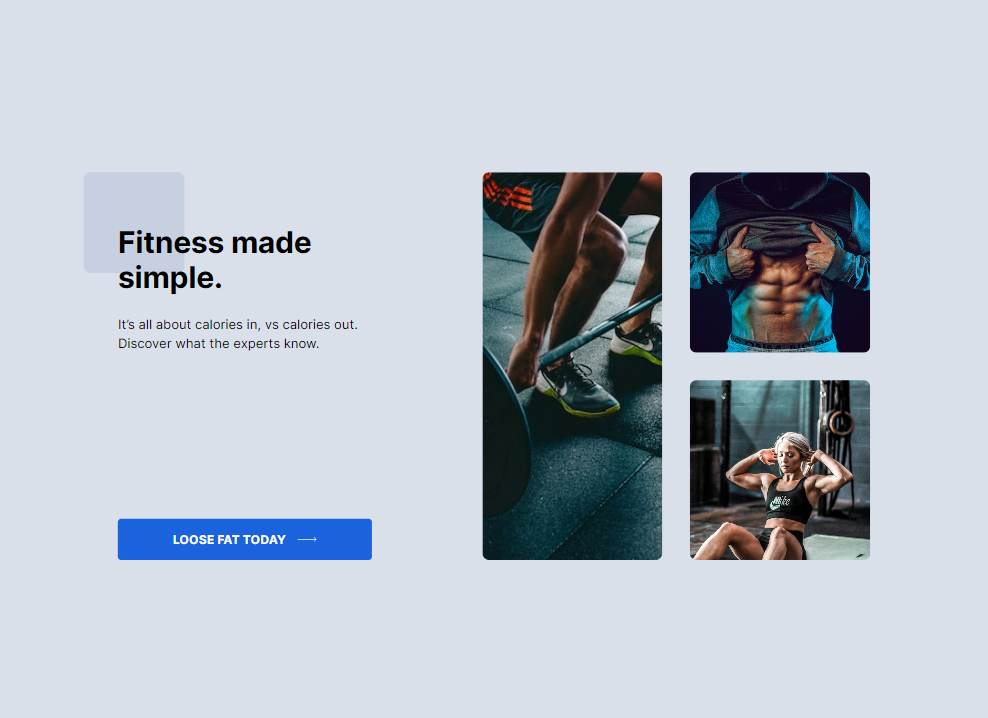 Fitness made
simple.
It's all about calories in, vs calories out.
Discover what the experts know.
LOOSE FAT TODAY
Nike